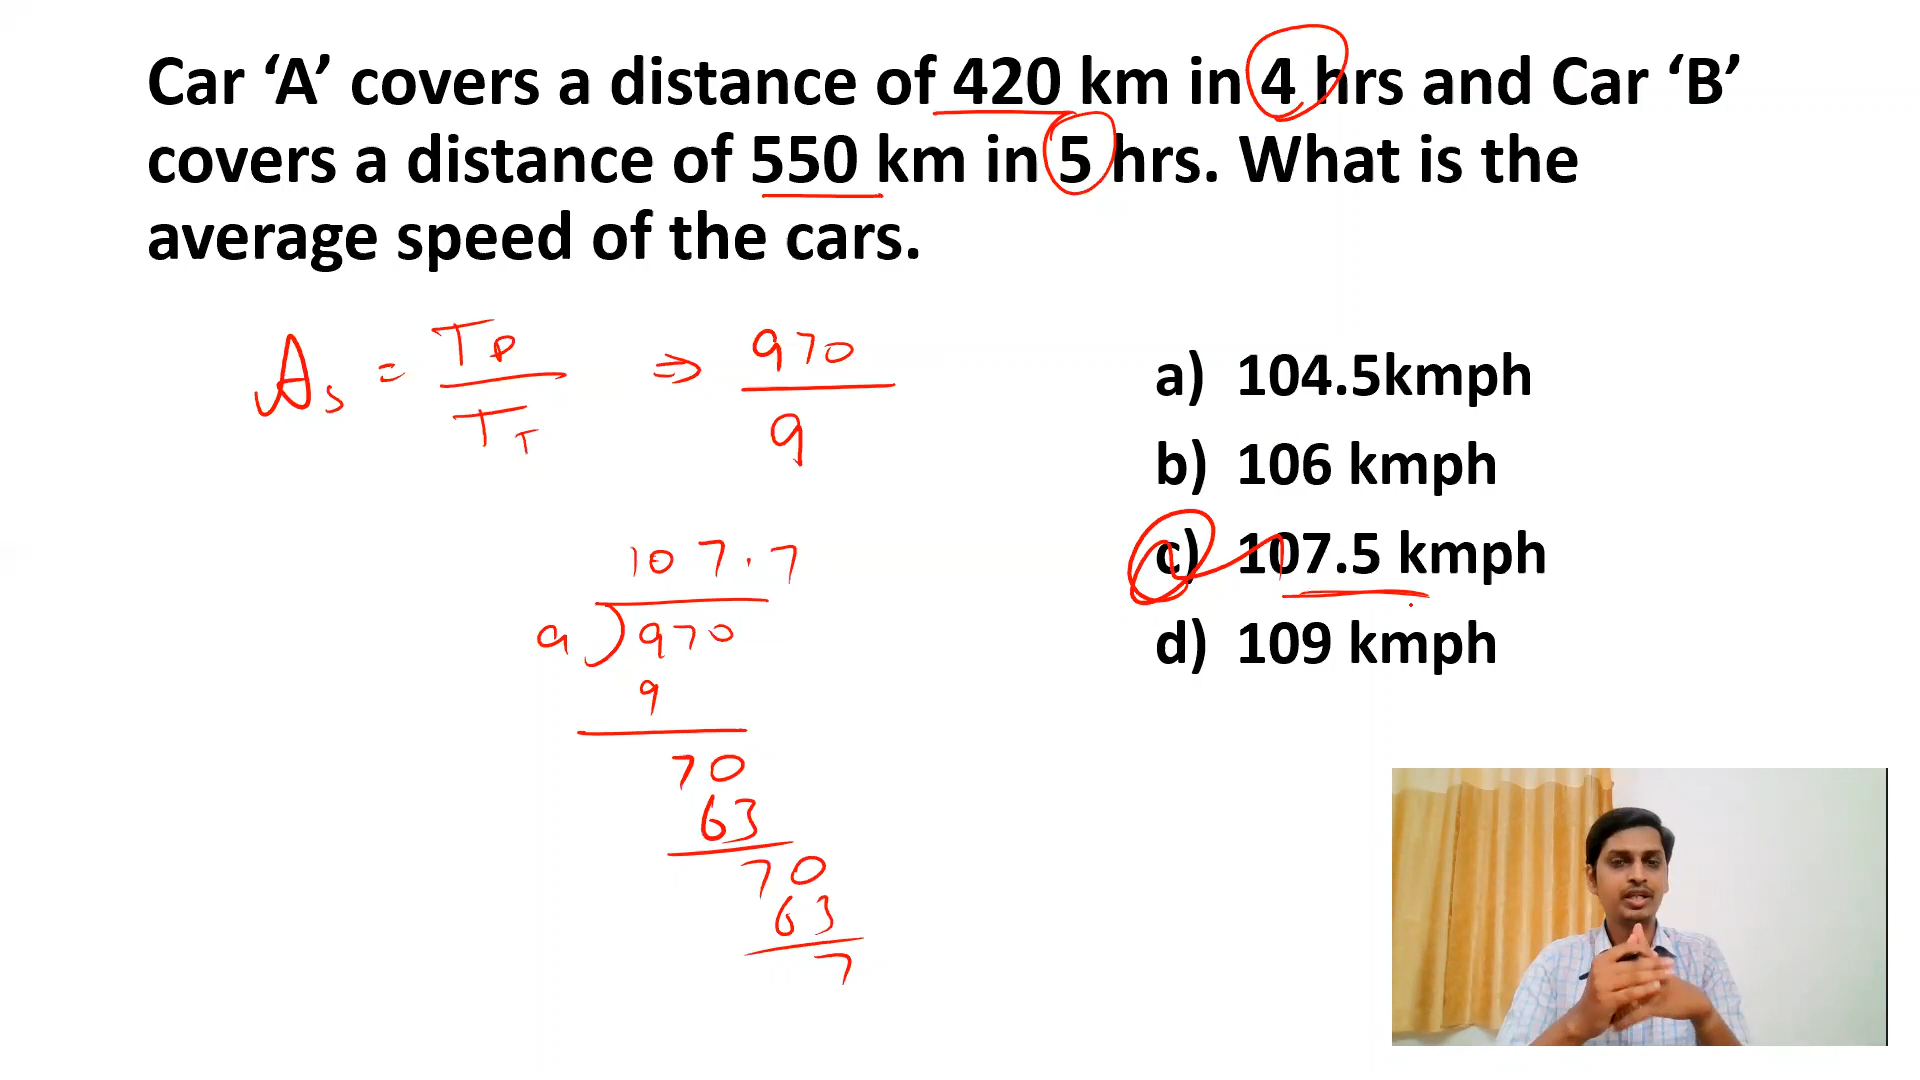 Car ‘A’ covers a distance of 420 km in 4 hrs and Car ‘B’
covers a distance of 550 km in 5 hrs. What is the
average speed of the cars.
As = TD / TT ⇒ 970 / 9
a) 104.5kmph
b) 106 kmph
c) 107.5 kmph
d) 109 kmph
107.7
9 ) 970
9
70
63
70
63
7